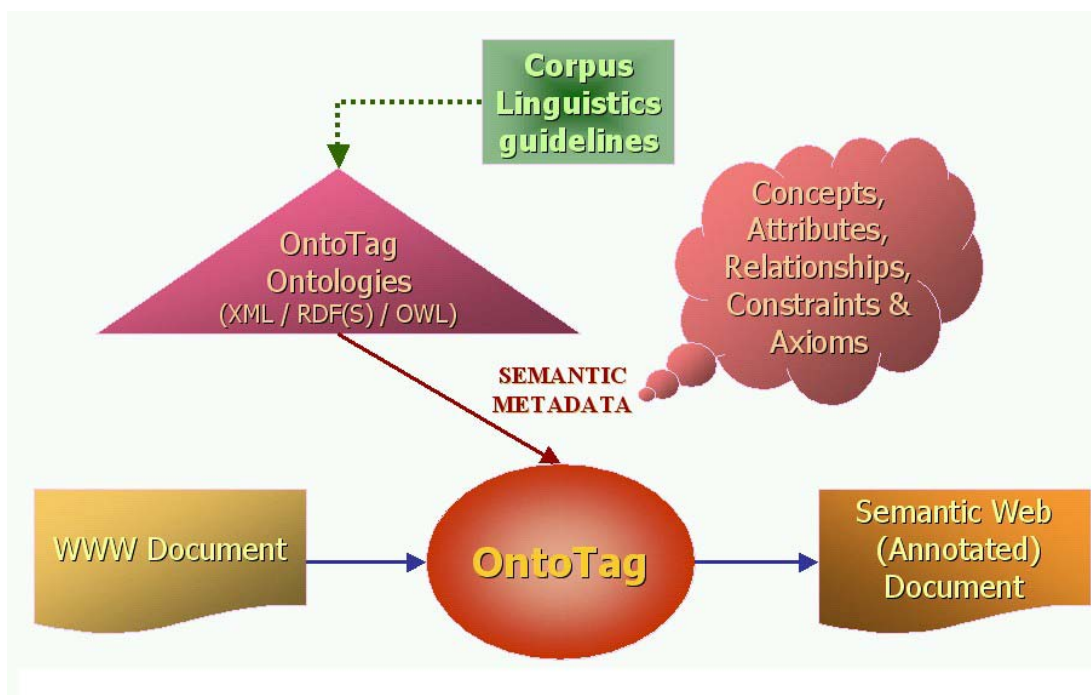 Corpus
Linguistics
guidelines
OntoTag
Ontologies
(XML / RDF(S) / OWL)
Concepts,
Attributes,
Relationships,
Constraints &
Axioms
SEMANTIC
METADATA
WWW Document
OntoTag
Semantic Web
(Annotated)
Document